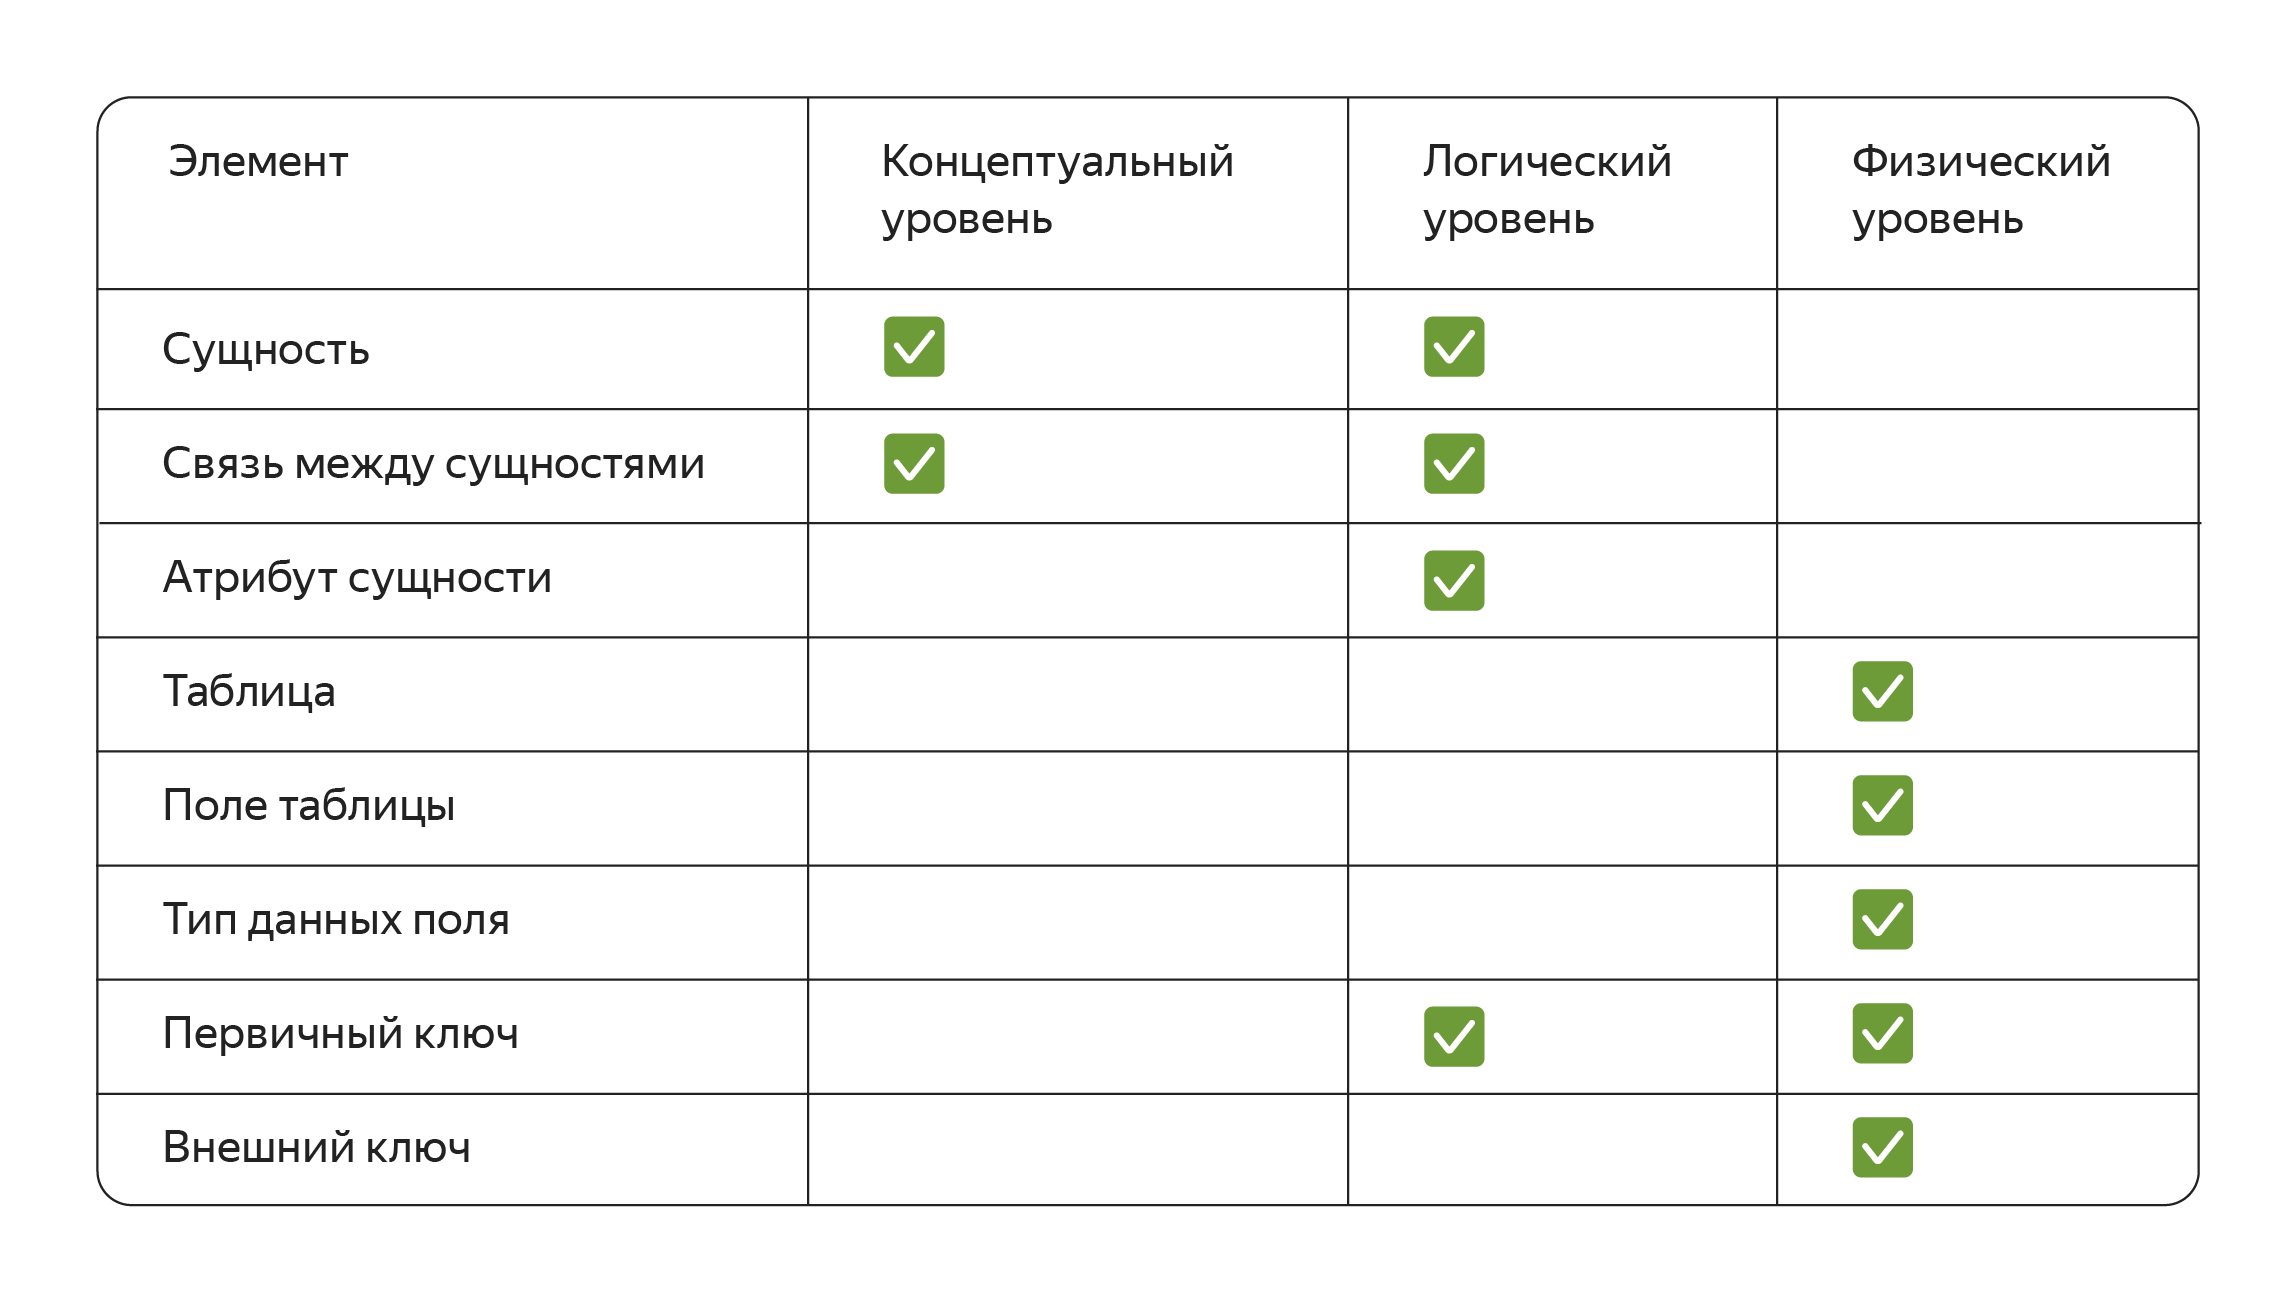 Элемент
Концептуальный
уровень
Логический
уровень
Физический
уровень
Сущность
Связь между сущностями
Атрибут сущности
Таблица
Поле таблицы
Тип данных поля
Первичный ключ
Внешний ключ